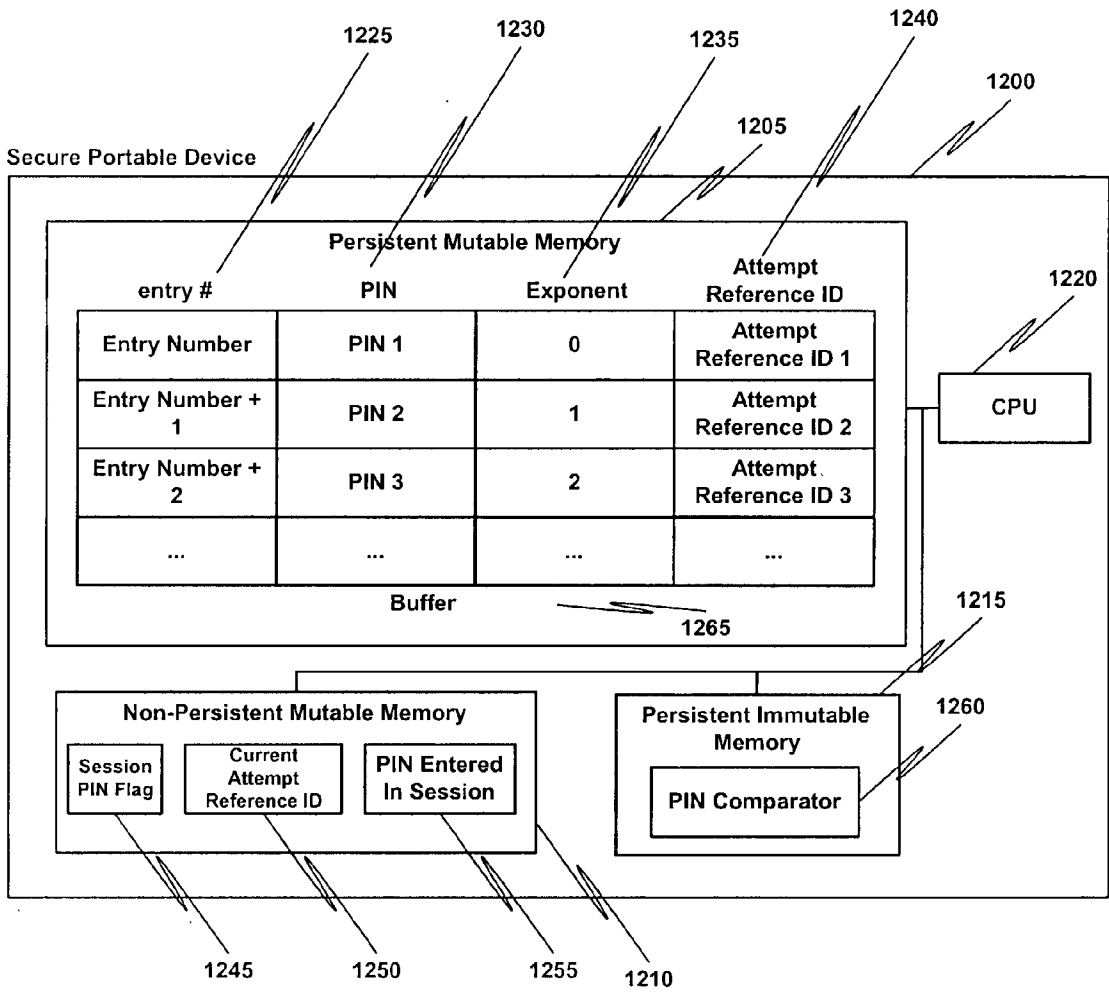 1225
1230
1235
1240
1200
1205
Secure Portable Device
Persistent Mutable Memory
entry #
PIN
Exponent
Attempt
Reference ID
1220
Entry Number
PIN 1
0
Attempt
Reference ID 1
Entry Number +
1
PIN 2
1
Attempt
Reference ID 2
CPU
Entry Number +
2
PIN 3
2
Attempt
Reference ID 3
...
...
...
...
Buffer
1265
1215
Non-Persistent Mutable Memory
Session
PIN Flag
Current
Attempt
Reference ID
PIN Entered
In Session
Persistent Immutable
Memory
1260
PIN Comparator
1245
1250
1255
1210